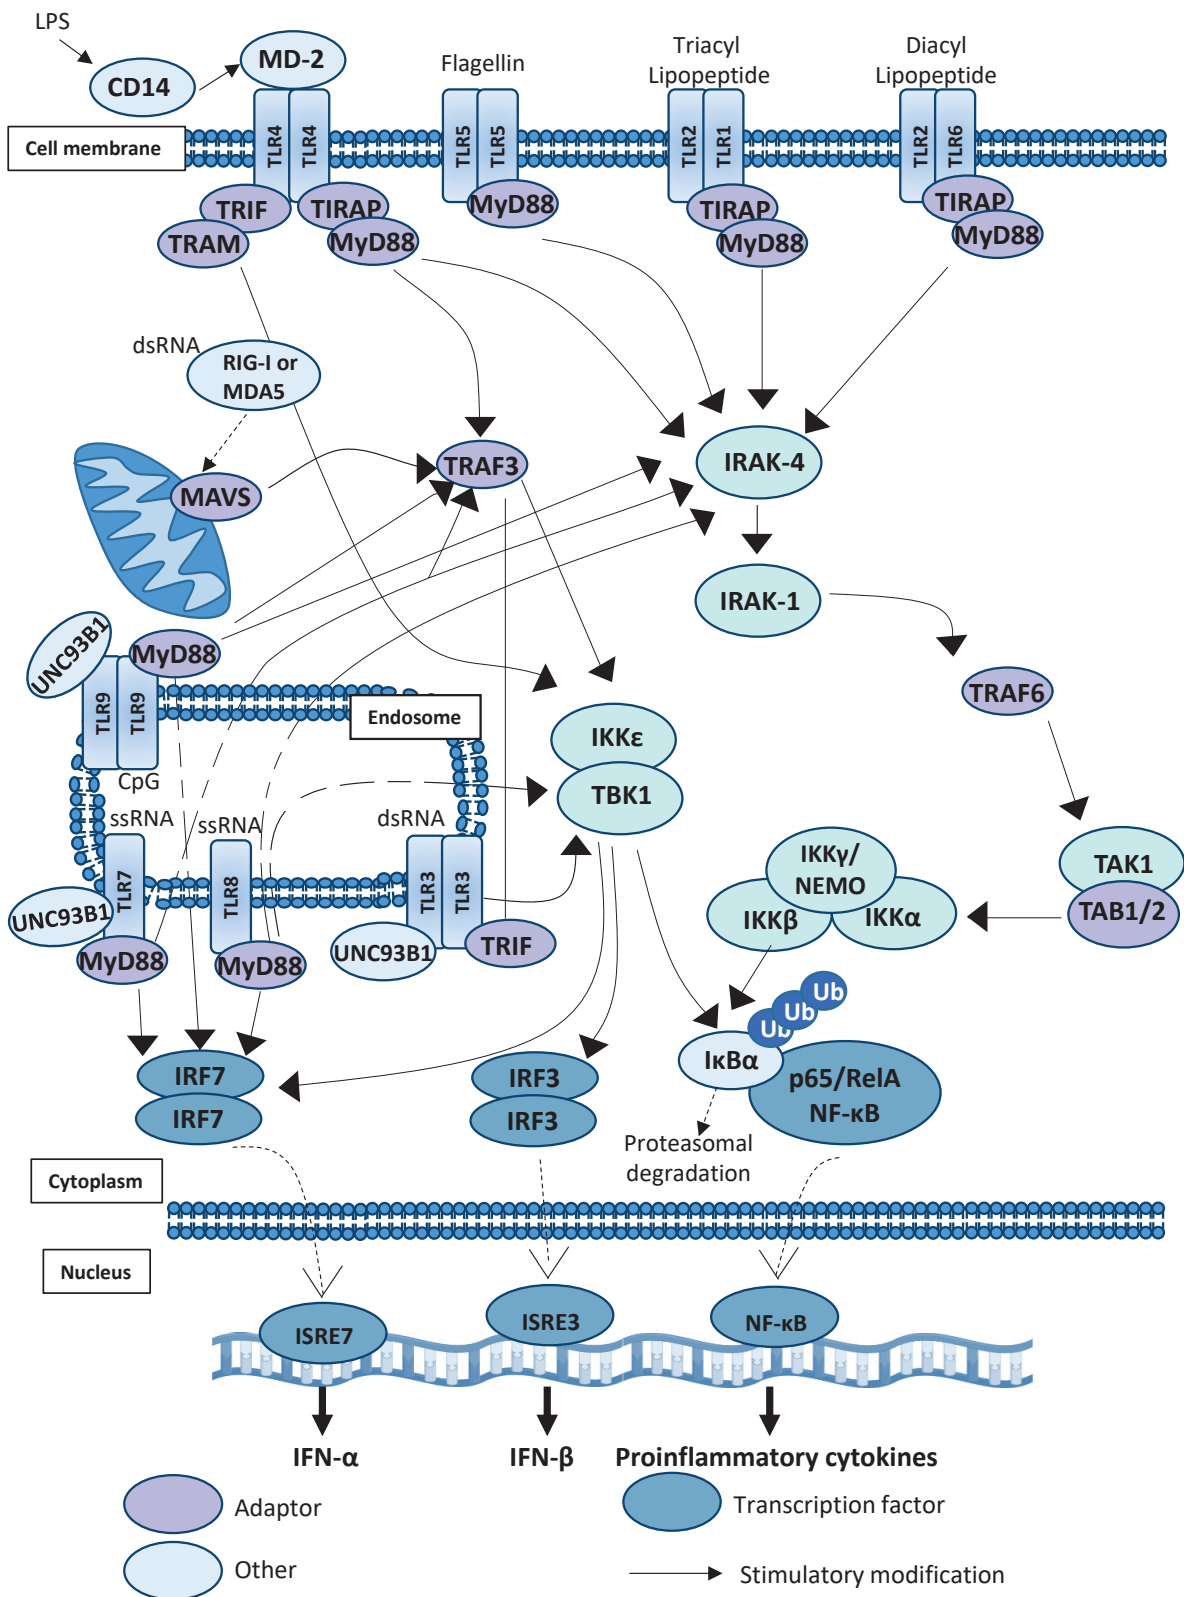 LPS
CD14
MD-2
Flagellin
Triacyl
Lipopeptide
Diacyl
Lipopeptide
Cell membrane
TLR4
TLR4
TLR5
TLR5
TLR2
TLR1
TLR2
TLR6
TRIF
TRAM
TIRAP
MyD88
MyD88
TIRAP
MyD88
TIRAP
MyD88
dsRNA
RIG-I or
MDA5
MAVS
TRAF3
IRAK-4
IRAK-1
TRAF6
UNC93B1
MyD88
TLR9
TLR9
CpG
Endosome
IKKε
TBK1
ssRNA
ssRNA
dsRNA
TLR7
TLR8
TLR3
TLR3
UNC93B1
MyD88
MyD88
UNC93B1
TRIF
IKKγ/
NEMO
IKKβ
IKKα
TAK1
TAB1/2
Ub
Ub
Ub
IκBα
p65/RelA
NF-κB
IRF7
IRF7
IRF3
IRF3
Proteasomal
degradation
Cytoplasm
Nucleus
ISRE7
ISRE3
NF-κB
IFN-α
IFN-β
Proinflammatory cytokines
Adaptor
Transcription factor
Other
Stimulatory modification